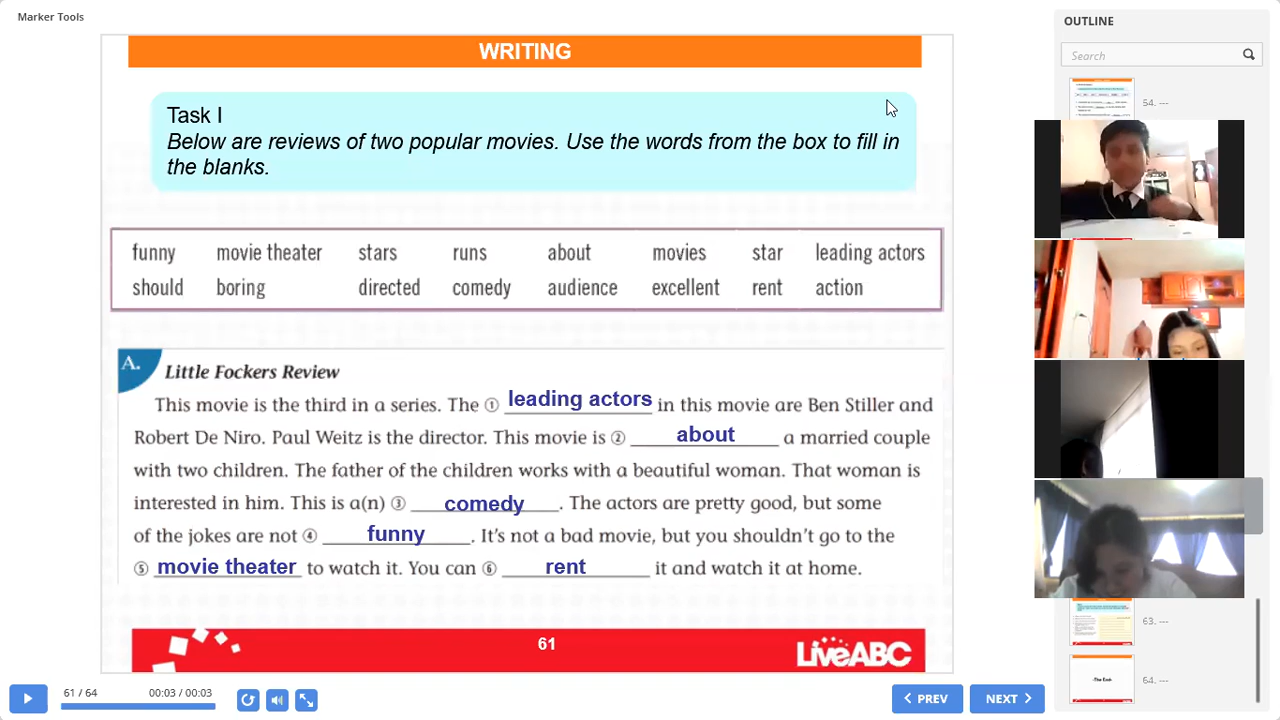 Marker Tools
WRITING
Task I
Below are reviews of two popular movies. Use the words from the box to fill in
the blanks.
funny movie theater stars runs about movies star leading actors
should boring directed comedy audience excellent rent action
A.
Little Fockers Review
This movie is the third in a series. The ① leading actors in this movie are Ben Stiller and
Robert De Niro. Paul Weitz is the director. This movie is ② about a married couple
with two children. The father of the children works with a beautiful woman. That woman is
interested in him. This is a(n) ③ comedy. The actors are pretty good, but some
of the jokes are not ④ funny. It's not a bad movie, but you shouldn't go to the
⑤ movie theater to watch it. You can ⑥ rent it and watch it at home.
61
LiveABC
61 / 64
00:03 / 00:03
PREV
NEXT
OUTLINE
Search
54. ---
63. ---
The End
64. ---